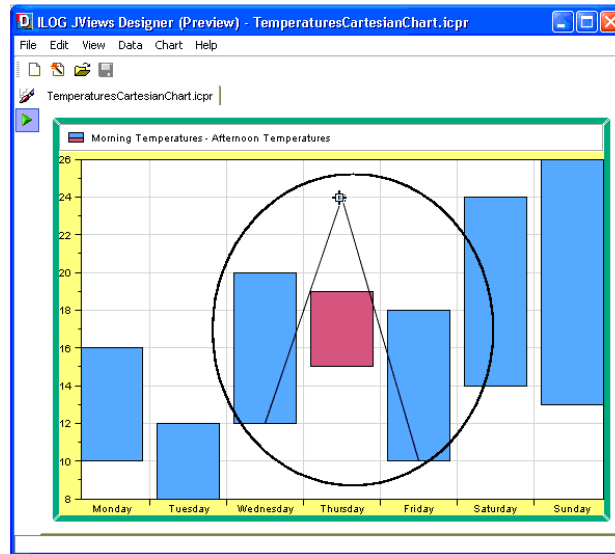 ILOG JViews Designer (Preview) - TemperaturesCartesianChart.icpr
File Edit View Data Chart Help
TemperaturesCartesianChart.icpr
Morning Temperatures - Afternoon Temperatures
26
24
22
20
18
16
14
12
10
8
Monday Tuesday Wednesday Thursday Friday Saturday Sunday